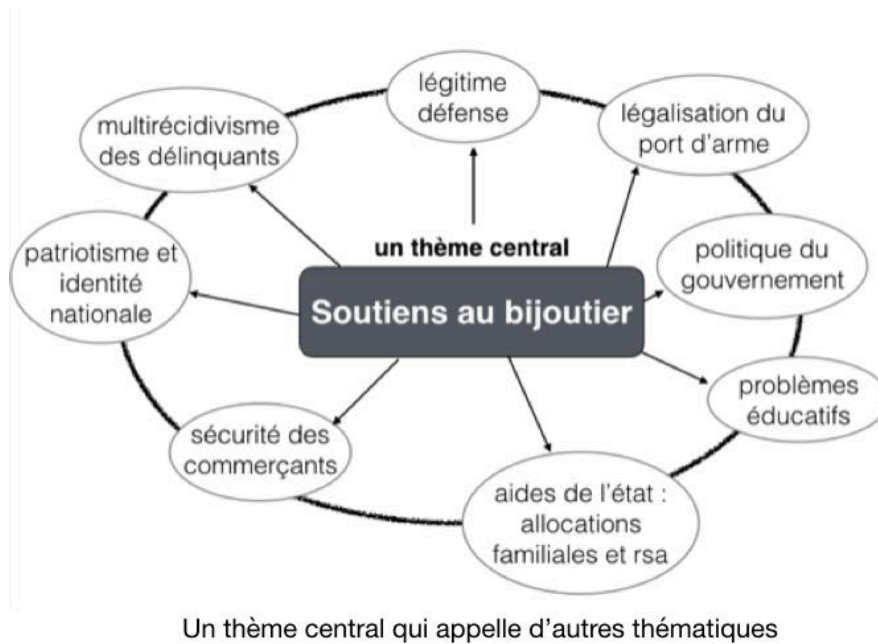 légitime
défense
légalisation du
port d'arme
multirécidivisme
des délinquants
un thème central
Soutiens au bijoutier
politique du
gouvernement
patriotisme et
identité
nationale
problèmes
éducatifs
sécurité des
commerçants
aides de l'état :
allocations
familiales et rsa
Un thème central qui appelle d'autres thématiques